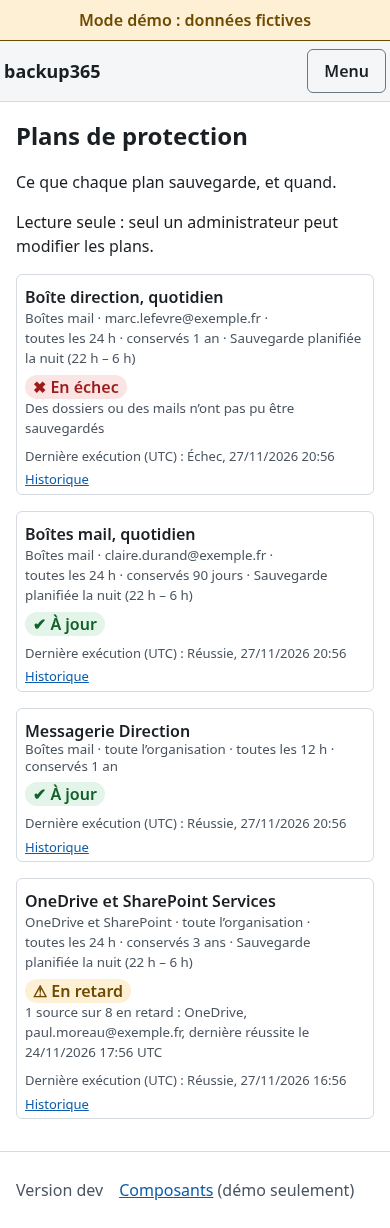 Mode démo : données fictives
backup365
Menu
Plans de protection
Ce que chaque plan sauvegarde, et quand.
Lecture seule : seul un administrateur peut
modifier les plans.
Boîte direction, quotidien
Boîtes mail · marc.lefevre@exemple.fr ·
toutes les 24 h · conservés 1 an · Sauvegarde planifiée
la nuit (22 h – 6 h)
✖ En échec
Des dossiers ou des mails n’ont pas pu être
sauvegardés
Dernière exécution (UTC) : Échec, 27/11/2026 20:56
Historique
Boîtes mail, quotidien
Boîtes mail · claire.durand@exemple.fr ·
toutes les 24 h · conservés 90 jours · Sauvegarde
planifiée la nuit (22 h – 6 h)
✔ À jour
Dernière exécution (UTC) : Réussie, 27/11/2026 20:56
Historique
Messagerie Direction
Boîtes mail · toute l’organisation · toutes les 12 h ·
conservés 1 an
✔ À jour
Dernière exécution (UTC) : Réussie, 27/11/2026 20:56
Historique
OneDrive et SharePoint Services
OneDrive et SharePoint · toute l’organisation ·
toutes les 24 h · conservés 3 ans · Sauvegarde
planifiée la nuit (22 h – 6 h)
⚠ En retard
1 source sur 8 en retard : OneDrive,
paul.moreau@exemple.fr, dernière réussite le
24/11/2026 17:56 UTC
Dernière exécution (UTC) : Réussie, 27/11/2026 16:56
Historique
Version dev Composants (démo seulement)